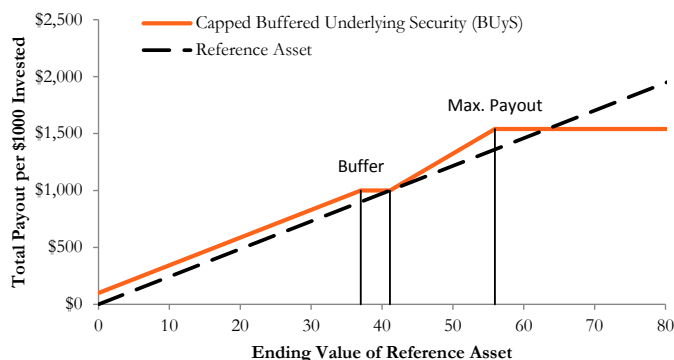 $2,500
$2,000
$1,500
$1,000
$500
$0
Total Payout per $1000 Invested
Capped Buffered Underlying Security (BUyS)
Reference Asset
Max. Payout
Buffer
0 10 20 30 40 50 60 70 80
Ending Value of Reference Asset